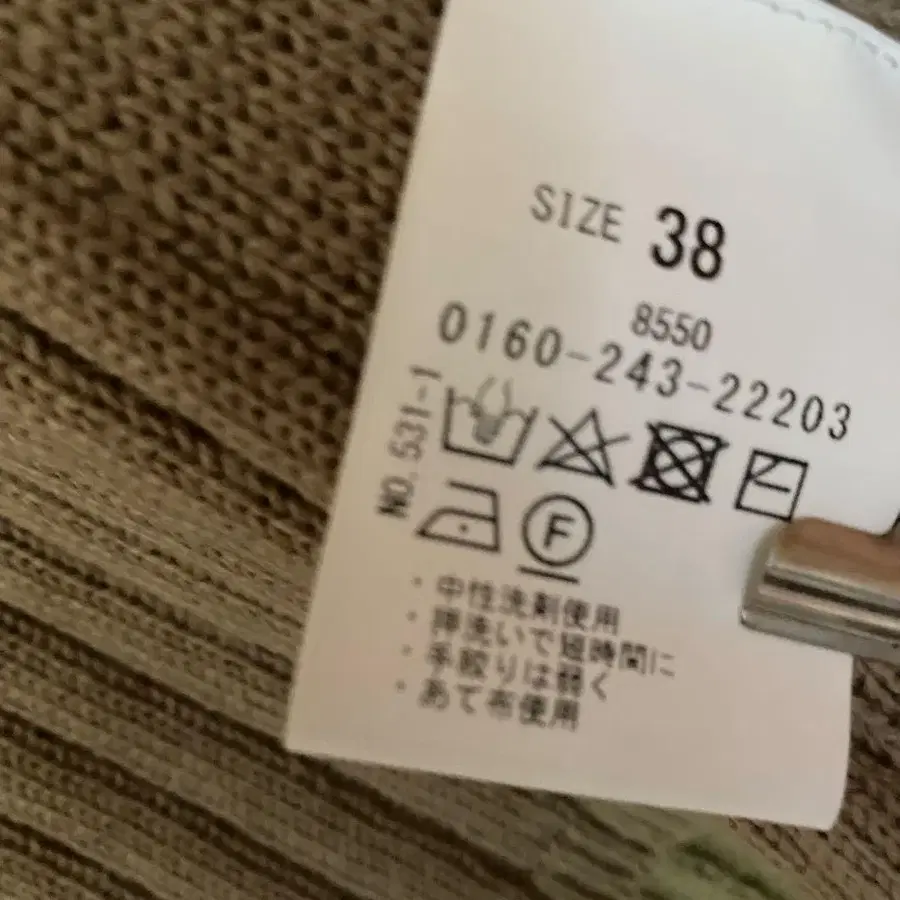 SIZE 38
8550
0160-243-22203
NO.531-1
F
・中性洗剤使用
・押洗いで短時間に
・手絞りは弱く
・あて布使用